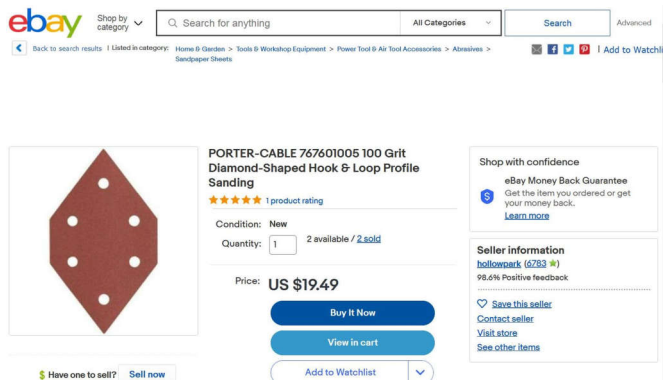 ebay
Shop by
category
Search for anything
All Categories
Search
Advanced
Back to search results | Listed in category:
Home & Garden > Tools & Workshop Equipment > Power Tool & Air Tool Accessories > Abrasives >
Sandpaper Sheets
| Add to Watchli
PORTER-CABLE 767601005 100 Grit
Diamond-Shaped Hook & Loop Profile
Sanding
1 product rating
Condition: New
Quantity: 1 2 available / 2 sold
Price: US $19.49
Buy It Now
View in cart
Add to Watchlist
Shop with confidence
eBay Money Back Guarantee
Get the item you ordered or get
your money back.
Learn more
Seller information
hollowpark (6783)
98.6% Positive feedback
Save this seller
Contact seller
Visit store
See other items
$ Have one to sell? Sell now